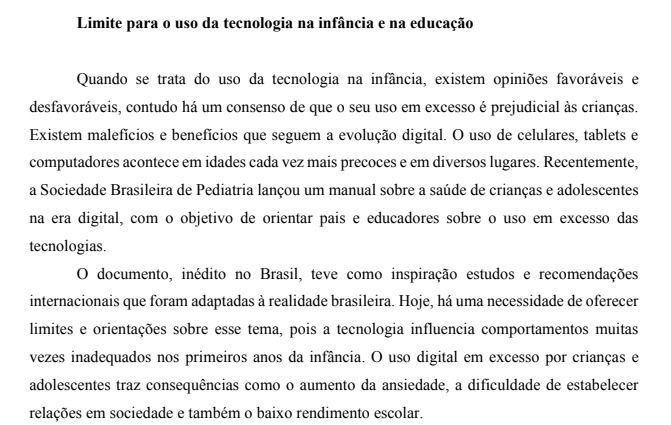 Limite para o uso da tecnologia na infância e na educação
Quando se trata do uso da tecnologia na infância, existem opiniões favoráveis e
desfavoráveis, contudo há um consenso de que o seu uso em excesso é prejudicial às crianças.
Existem malefícios e benefícios que seguem a evolução digital. O uso de celulares, tablets e
computadores acontece em idades cada vez mais precoces e em diversos lugares. Recentemente,
a Sociedade Brasileira de Pediatria lançou um manual sobre a saúde de crianças e adolescentes
na era digital, com o objetivo de orientar pais e educadores sobre o uso em excesso das
tecnologias.
O documento, inédito no Brasil, teve como inspiração estudos e recomendações
internacionais que foram adaptadas à realidade brasileira. Hoje, há uma necessidade de oferecer
limites e orientações sobre esse tema, pois a tecnologia influencia comportamentos muitas
vezes inadequados nos primeiros anos da infância. O uso digital em excesso por crianças e
adolescentes traz consequências como o aumento da ansiedade, a dificuldade de estabelecer
relações em sociedade e também o baixo rendimento escolar.